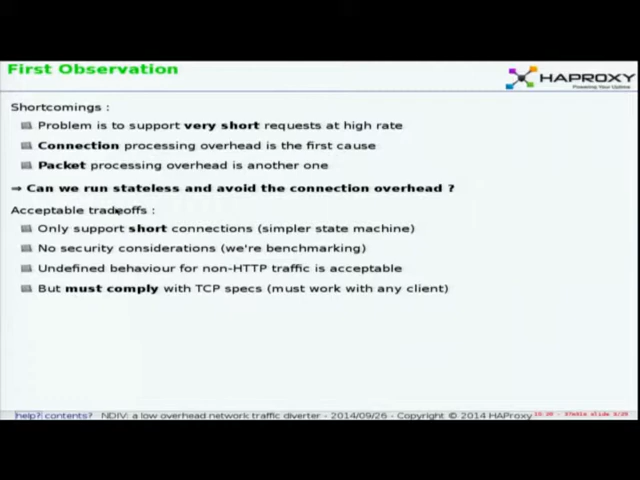 First Observation
HAPROXY
Powering Your Uptime
Shortcomings :
Problem is to support very short requests at high rate
Connection processing overhead is the first cause
Packet processing overhead is another one
⇒ Can we run stateless and avoid the connection overhead ?
Acceptable tradeoffs :
Only support short connections (simpler state machine)
No security considerations (we're benchmarking)
Undefined behaviour for non-HTTP traffic is acceptable
But must comply with TCP specs (must work with any client)
help? contents? NDIV: a low overhead network traffic diverter - 2014/09/26 - Copyright © 2014 HAProxy